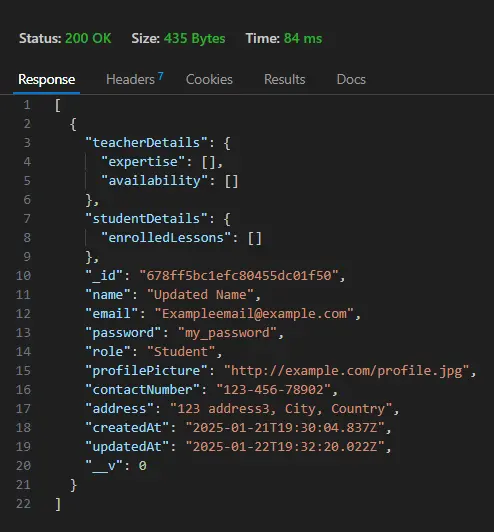 Status: 200 OK Size: 435 Bytes Time: 84 ms
Response Headers 7 Cookies Results Docs
1 [
2 {
3 "teacherDetails": {
4 "expertise": [],
5 "availability": []
6 },
7 "studentDetails": {
8 "enrolledLessons": []
9 },
10 "_id": "678ff5bc1efc80455dc01f50",
11 "name": "Updated Name",
12 "email": "Exampleemail@example.com",
13 "password": "my_password",
14 "role": "Student",
15 "profilePicture": "http://example.com/profile.jpg",
16 "contactNumber": "123-456-78902",
17 "address": "123 address3, City, Country",
18 "createdAt": "2025-01-21T19:30:04.837Z",
19 "updatedAt": "2025-01-22T19:32:20.022Z",
20 "__v": 0
21 }
22 ]